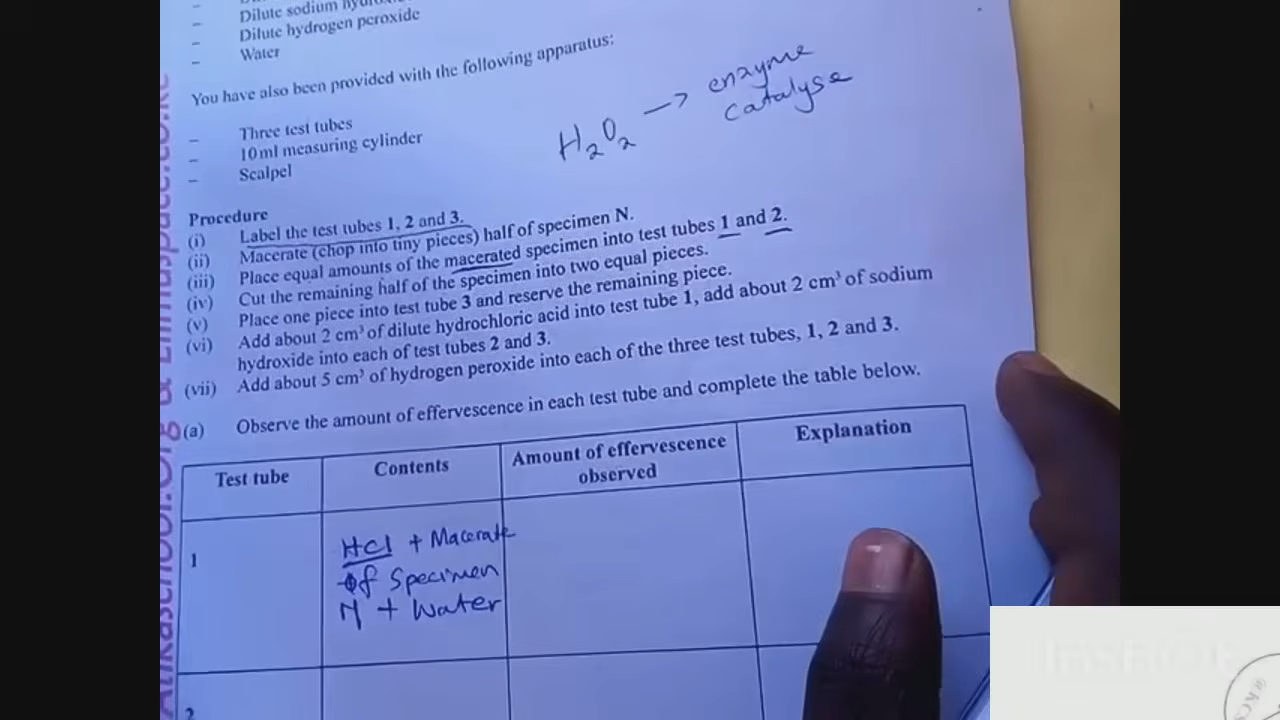 Dilute sodium
Dilute hydrogen peroxide
Water
You have also been provided with the following apparatus:
Three test tubes
10ml measuring cylinder
Scalpel
H₂O₂ → enzyme
catalyse
Procedure
(i) Label the test tubes 1, 2 and 3.
(ii) Macerate (chop into tiny pieces) half of specimen N.
(iii) Place equal amounts of the macerated specimen into test tubes 1 and 2.
(iv) Cut the remaining half of the specimen into two equal pieces.
(v) Place one piece into test tube 3 and reserve the remaining piece.
(vi) Add about 2 cm³ of dilute hydrochloric acid into test tube 1, add about 2 cm³ of sodium
hydroxide into each of test tubes 2 and 3.
(vii) Add about 5 cm³ of hydrogen peroxide into each of the three test tubes, 1, 2 and 3.
(a) Observe the amount of effervescence in each test tube and complete the table below.
Test tube Contents Amount of effervescence observed Explanation
1
HCl + Macerate
of Specimen
N + Water
2